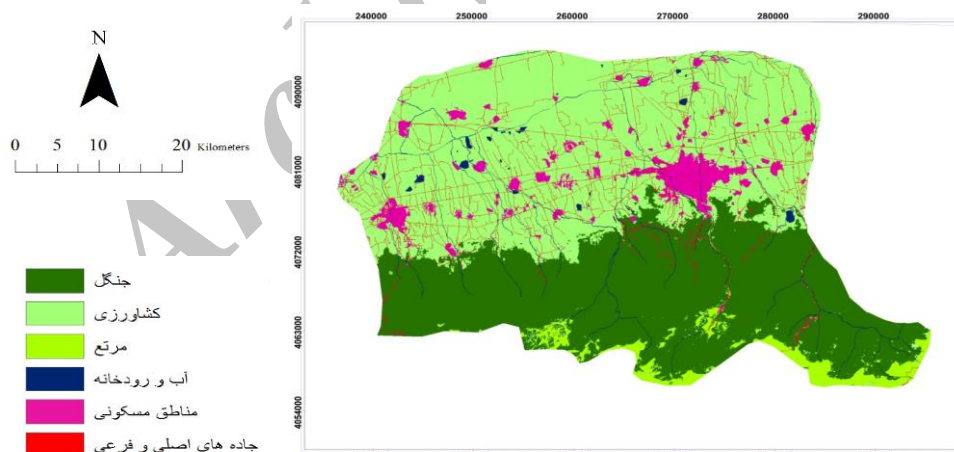 240000 250000 260000 270000 280000 290000
N
0 5 10 20 Kilometers
4090000
4081000
4072000
4063000
4054000
جنگل
کشاورزی
مرتع
آب و رودخانه
مناطق مسکونی
جاده های اصلی و فرعی